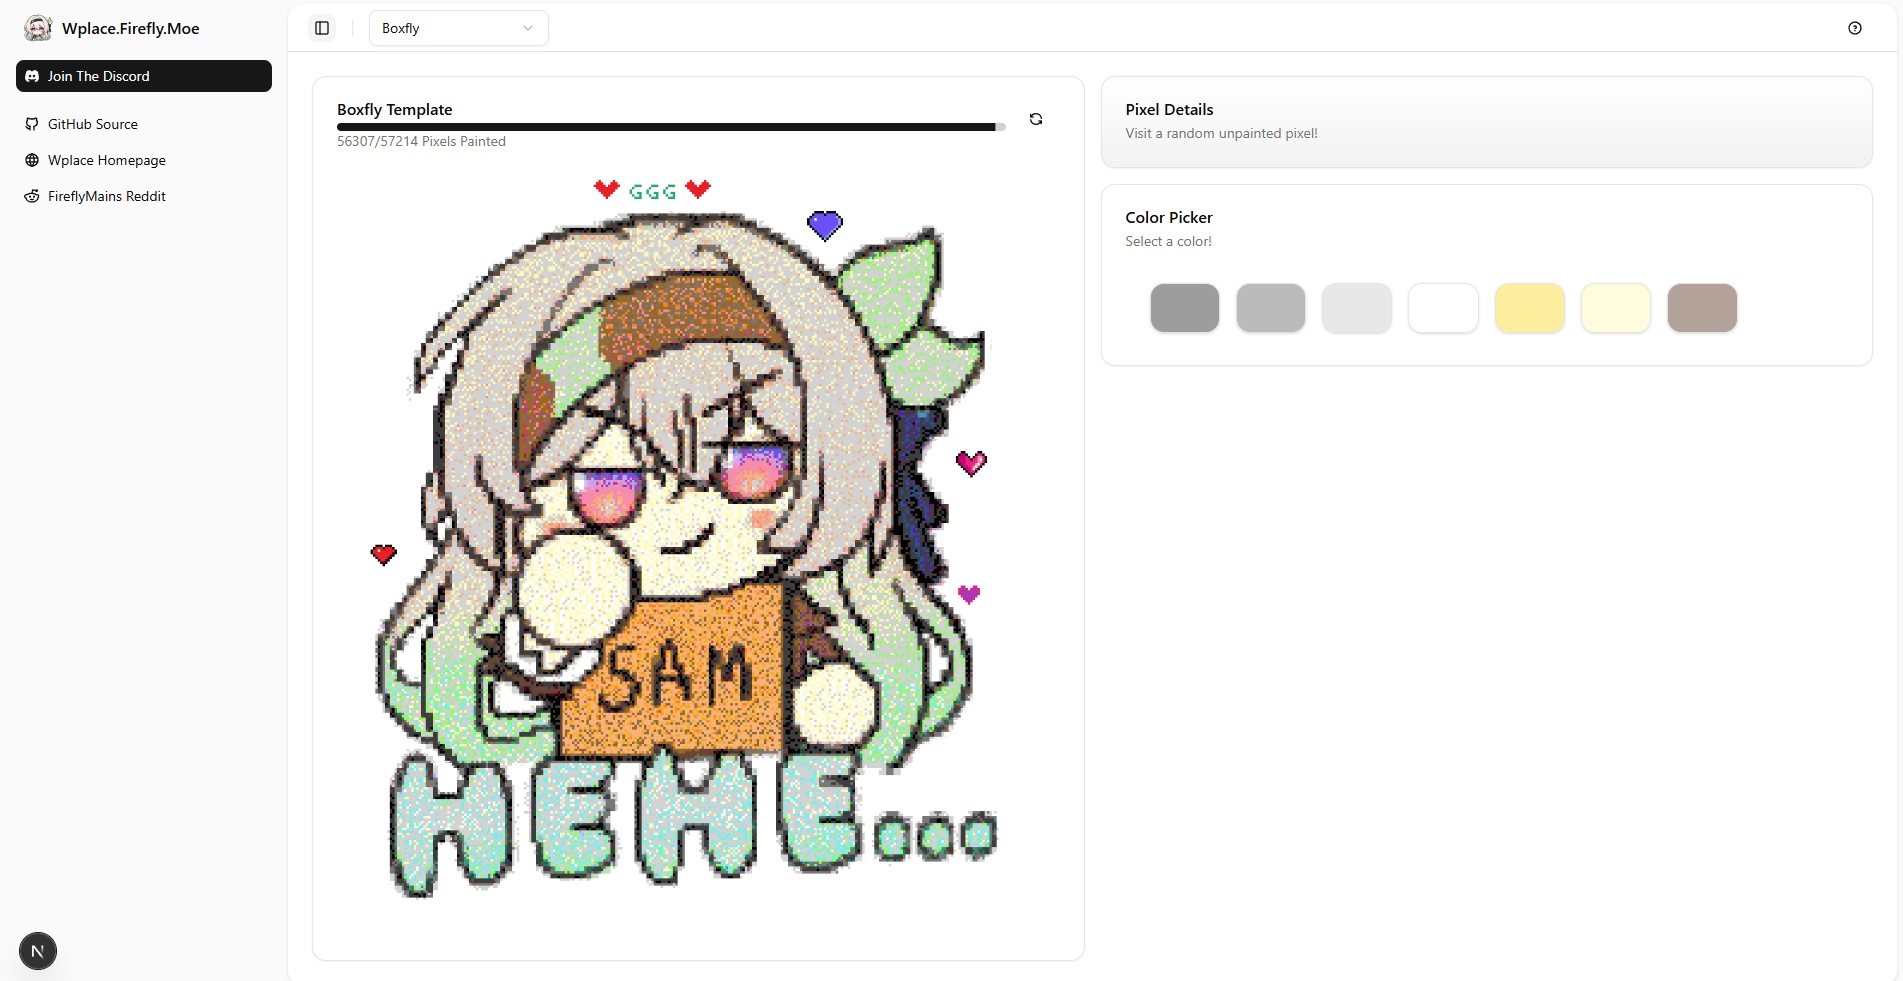 Wplace.Firefly.Moe
Join The Discord
GitHub Source
Wplace Homepage
FireflyMains Reddit
Boxfly
Boxfly Template
56307/57214 Pixels Painted
GGG
SAM
HEHE...
Pixel Details
Visit a random unpainted pixel!
Color Picker
Select a color!
N